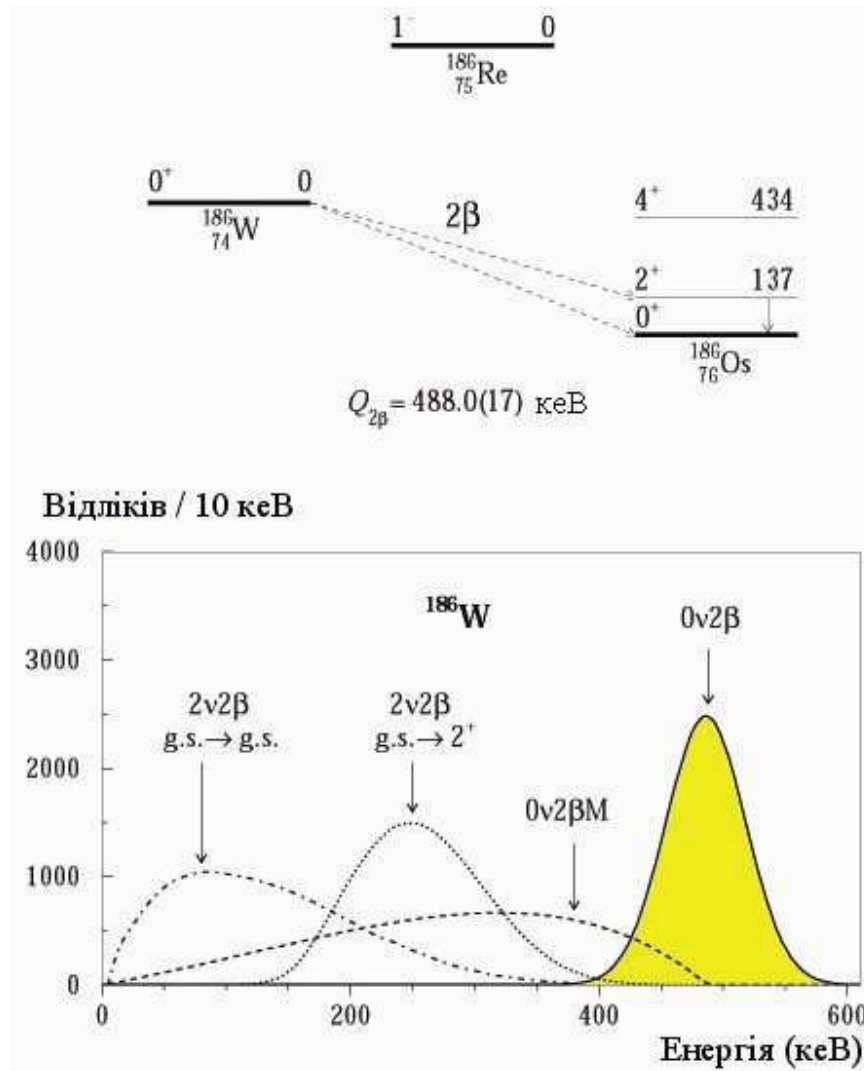 1⁻ 0
¹⁸⁶₇₅Re
0⁺ 0
¹⁸⁶₇₄W
2β
4⁺ 434
2⁺ 137
0⁺
¹⁸⁶₇₆Os
Q₂β = 488.0(17) кеВ
Відліків / 10 кеВ
4000
3000
2000
1000
0
¹⁸⁶W
2ν2β
g.s.→ g.s.
2ν2β
g.s.→ 2⁺
0ν2βM
0ν2β
0 200 400 600
Енергія (кеВ)